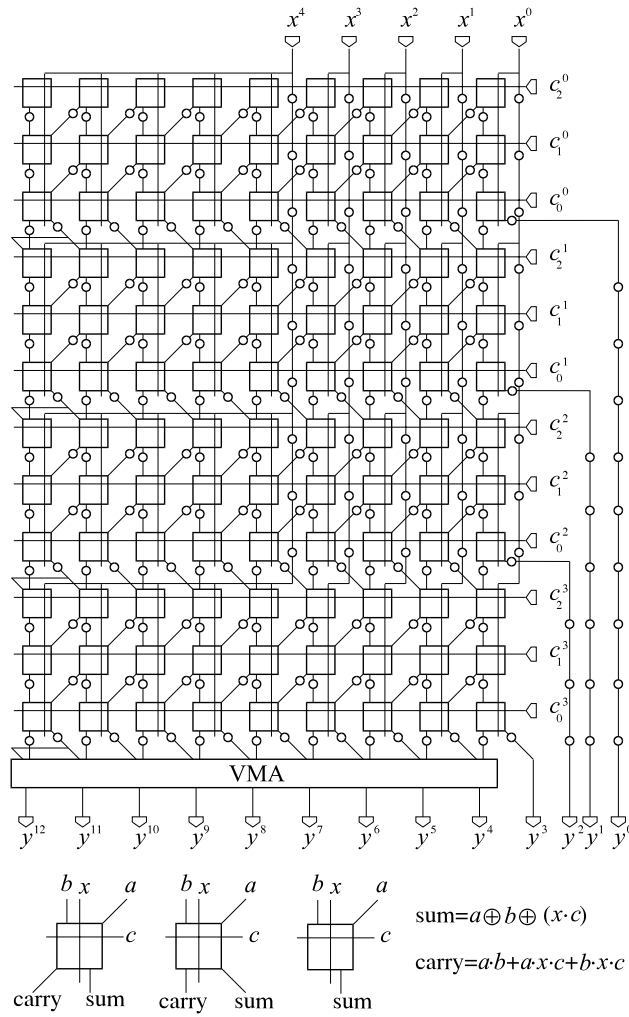 x⁴ x³ x² x¹ x⁰
c₂⁰
c₁⁰
c₀⁰
c₂¹
c₁¹
c₀¹
c₂²
c₁²
c₀²
c₂³
c₁³
c₀³
VMA
y¹² y¹¹ y¹⁰ y⁹ y⁸ y⁷ y⁶ y⁵ y⁴ y³ y² y¹ y⁰
b x a b x a b x a
c c c
sum=a⊕b⊕ (x·c)
carry=a·b+a·x·c+b·x·c
carry sum carry sum sum